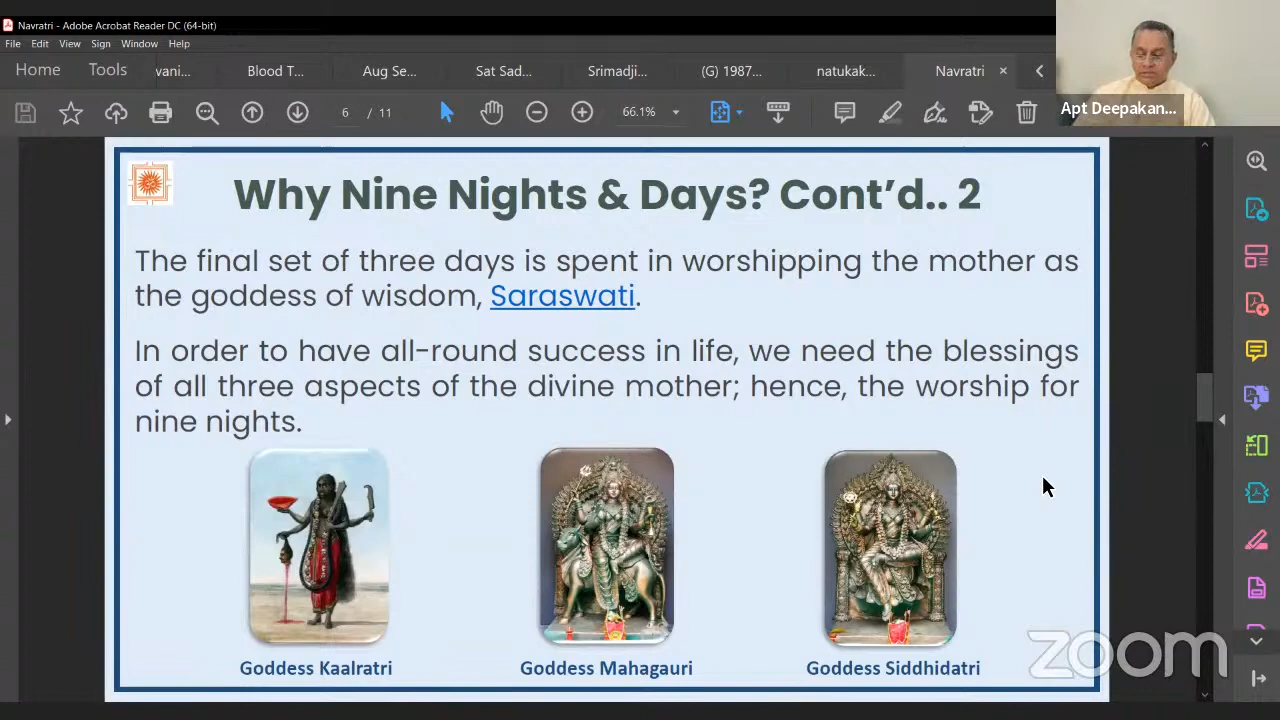 Navratri - Adobe Acrobat Reader DC (64-bit)
File Edit View Sign Window Help
Home Tools vani... Blood T... Aug Se... Sat Sad... Srimadji... (G) 1987... natukak... Navratri
6 / 11 66.1%
Apt Deepakan...
Why Nine Nights & Days? Cont’d.. 2
The final set of three days is spent in worshipping the mother as
the goddess of wisdom, Saraswati.
In order to have all-round success in life, we need the blessings
of all three aspects of the divine mother; hence, the worship for
nine nights.
Goddess Kaalratri Goddess Mahagauri Goddess Siddhidatri
zoom